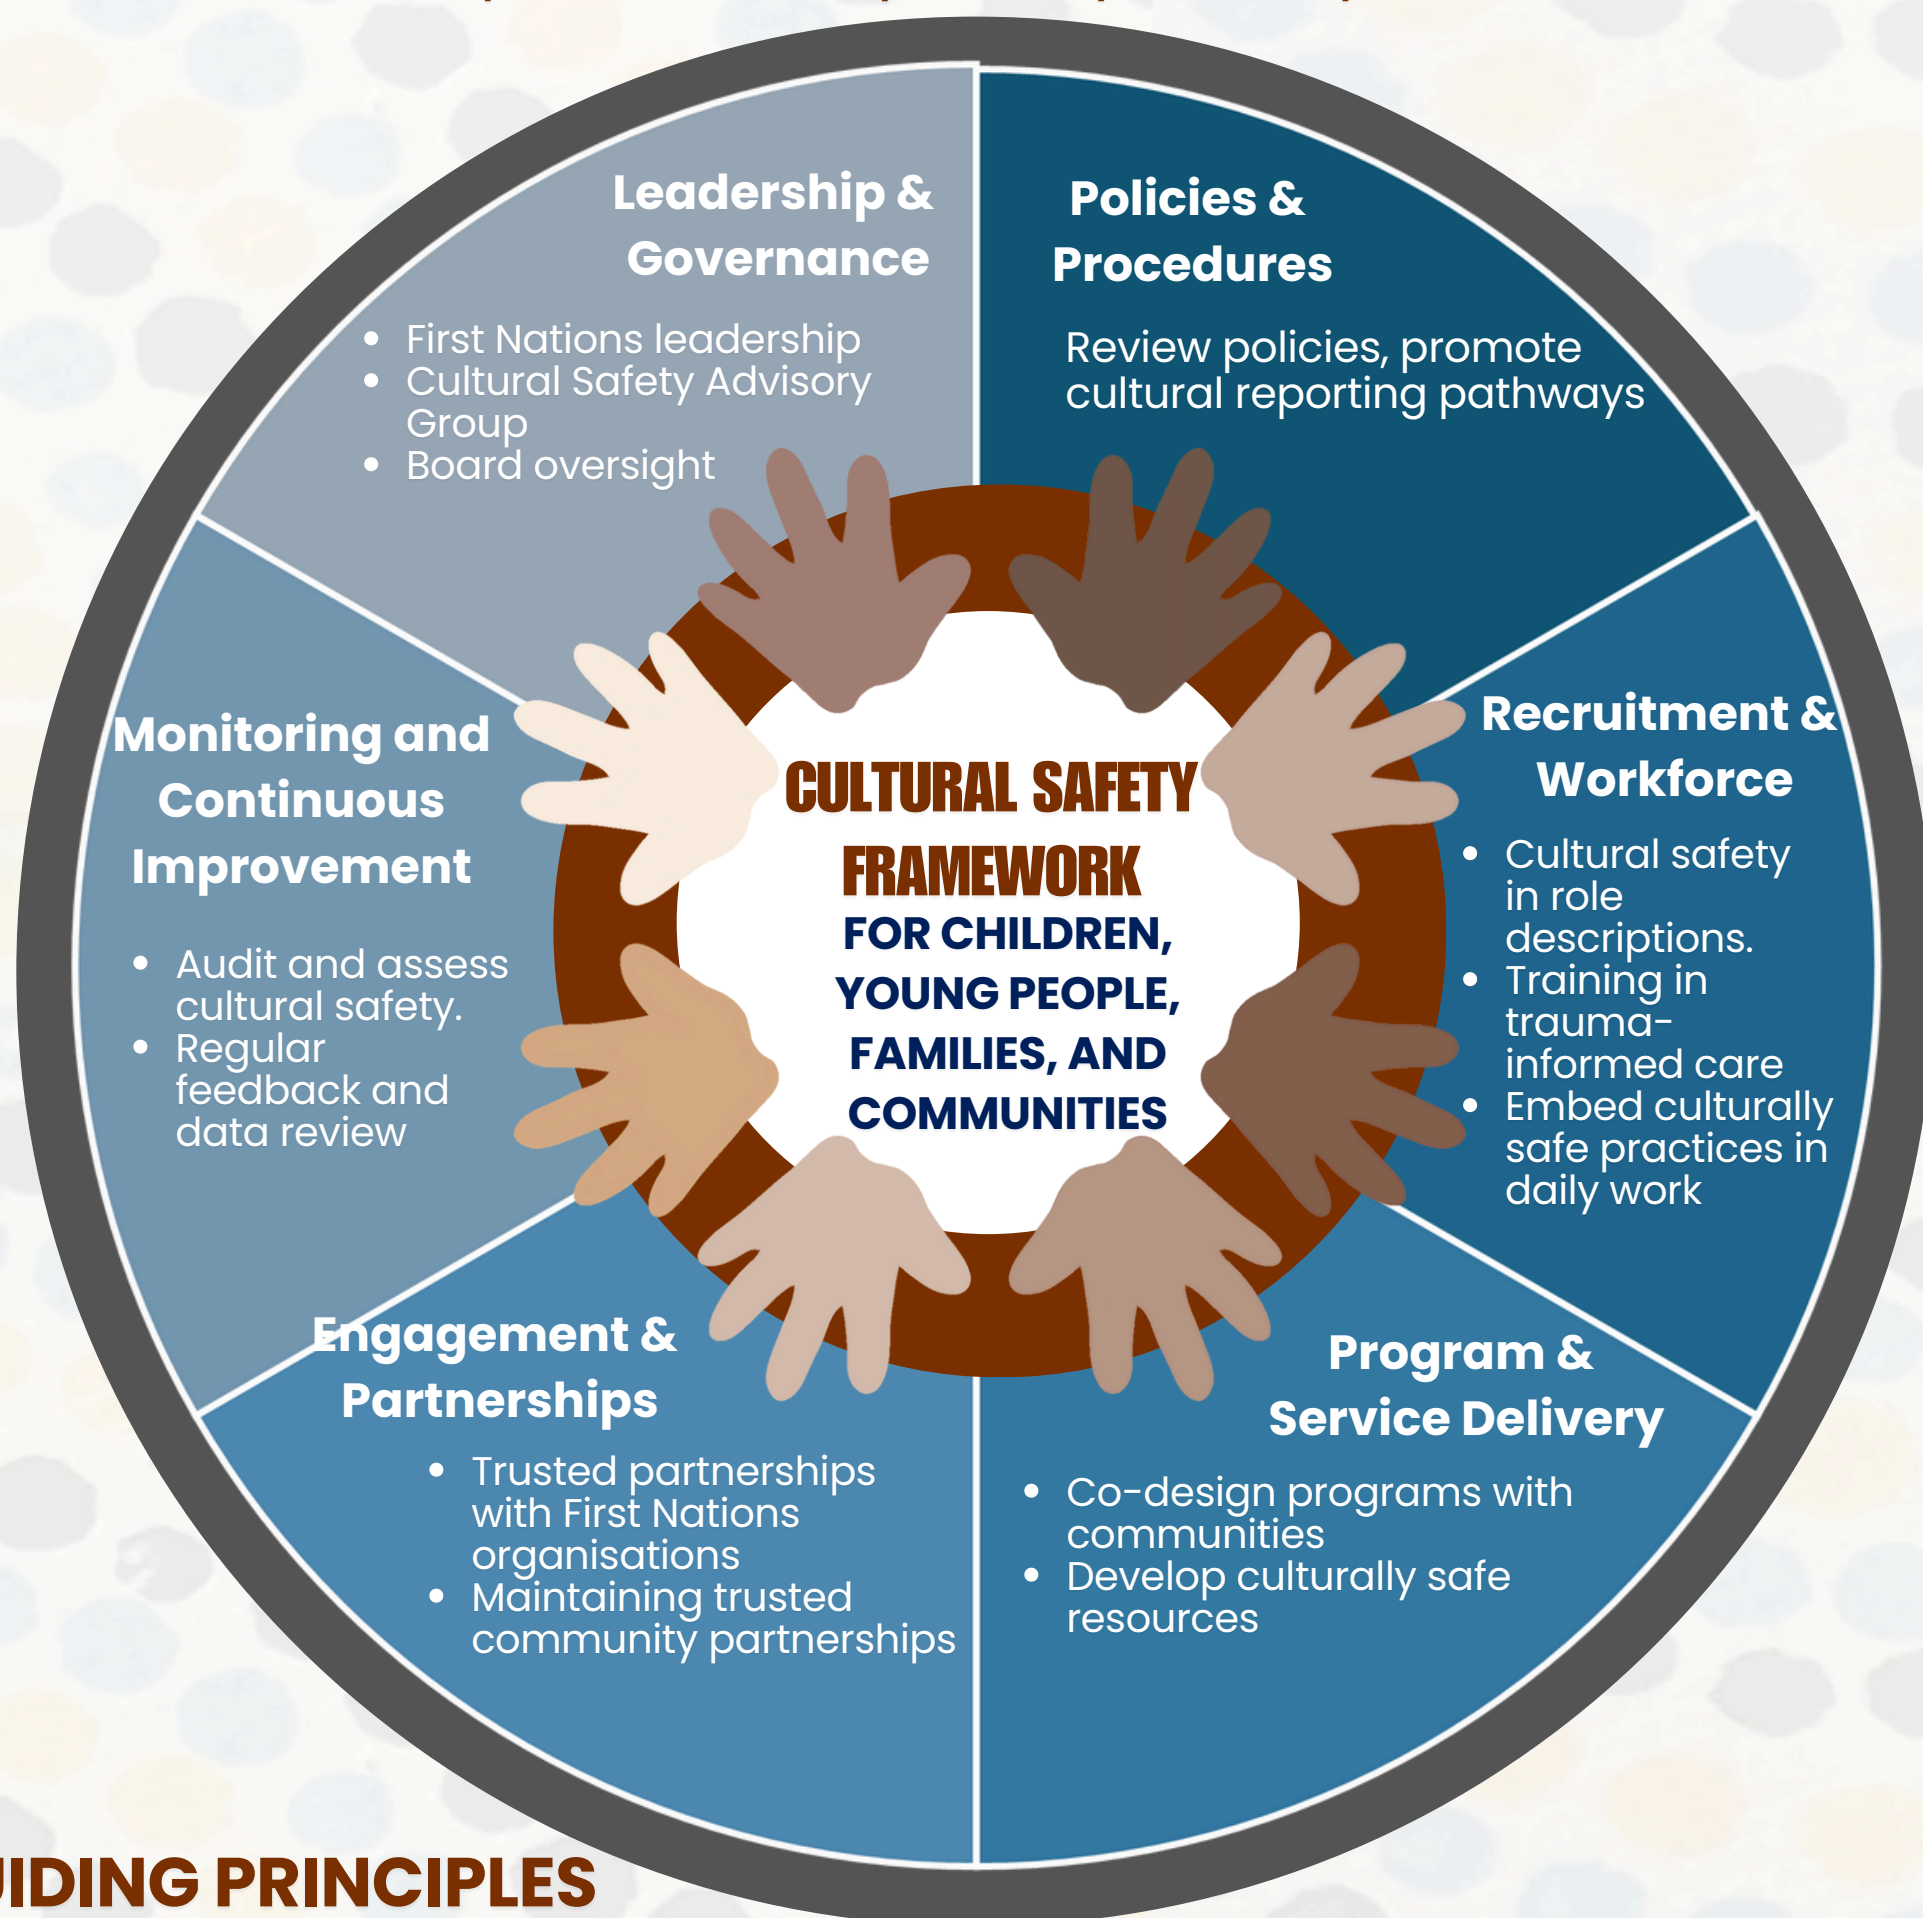 Leadership &
Governance
• First Nations leadership
• Cultural Safety Advisory
Group
• Board oversight
Policies &
Procedures
Review policies, promote
cultural reporting pathways
Recruitment &
Workforce
• Cultural safety
in role
descriptions.
• Training in
trauma-
informed care
• Embed culturally
safe practices in
daily work
Program &
Service Delivery
• Co-design programs with
communities
• Develop culturally safe
resources
Engagement &
Partnerships
• Trusted partnerships
with First Nations
organisations
• Maintaining trusted
community partnerships
Monitoring and
Continuous
Improvement
• Audit and assess
cultural safety.
• Regular
feedback and
data review
CULTURAL SAFETY
FRAMEWORK
FOR CHILDREN,
YOUNG PEOPLE,
FAMILIES, AND
COMMUNITIES
IDING PRINCIPLES